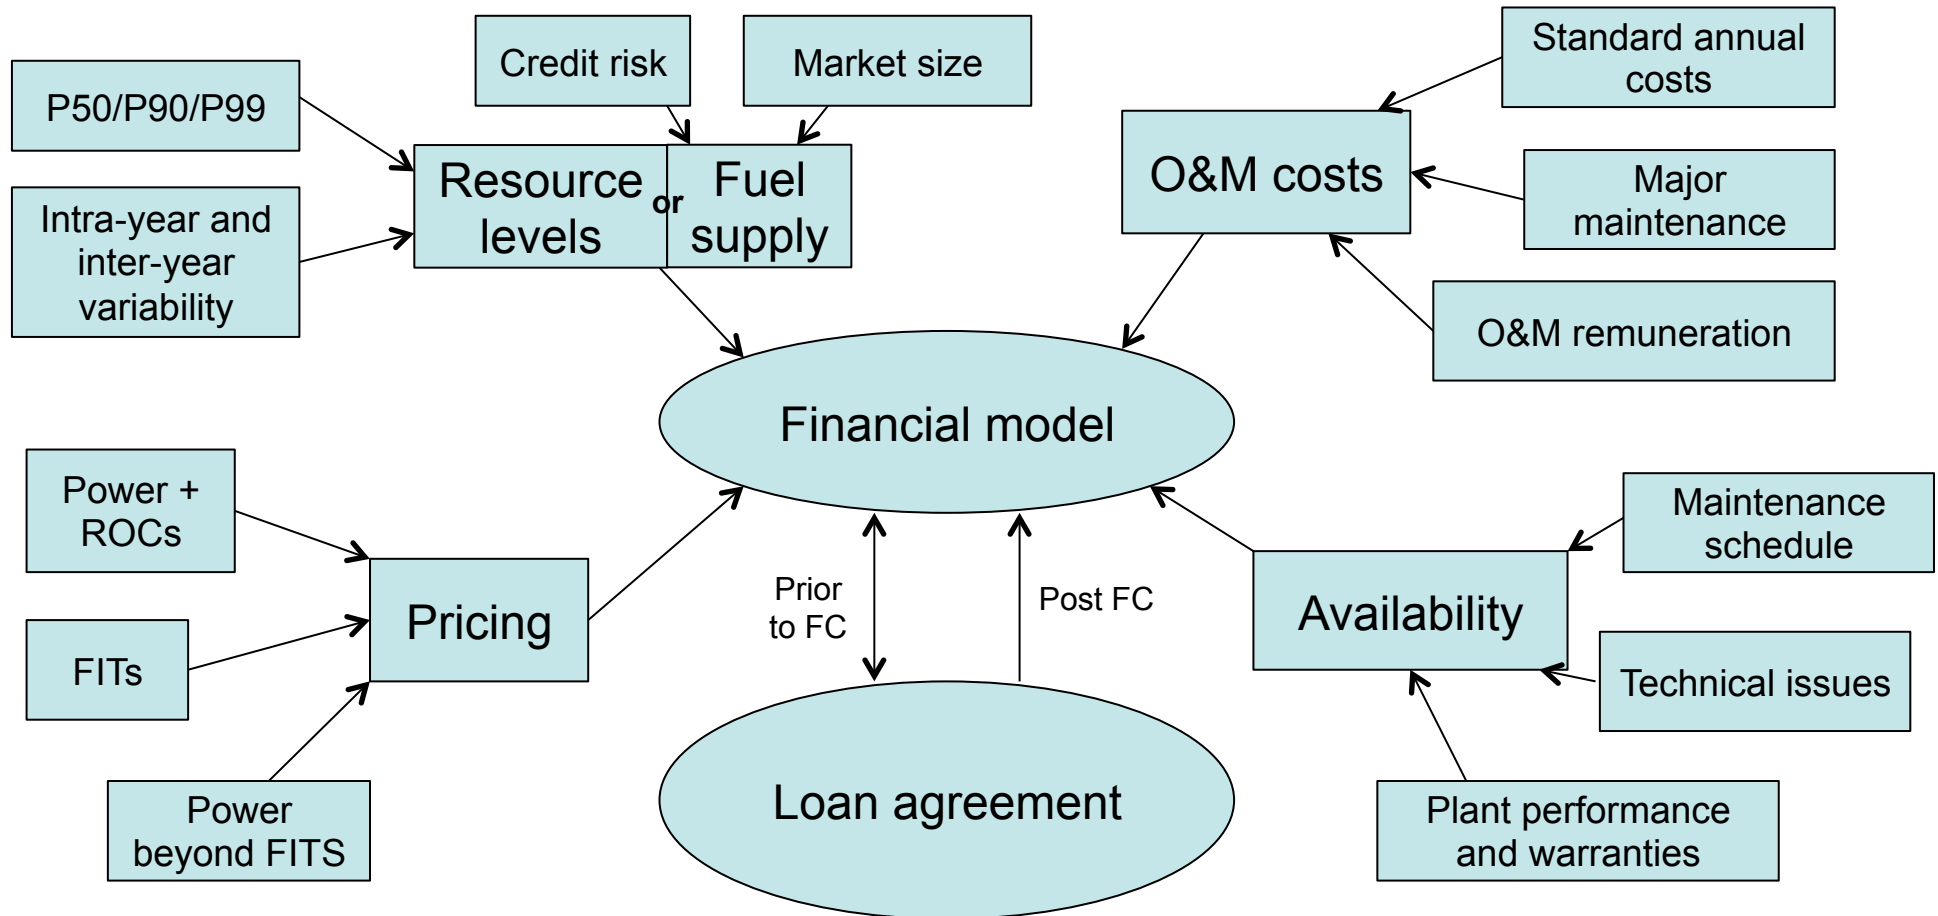 Credit risk
Market size
Standard annual
costs
P50/P90/P99
Resource
levels
or
Fuel
supply
O&M costs
Major
maintenance
Intra-year and
inter-year
variability
O&M remuneration
Financial model
Power +
ROCs
Maintenance
schedule
Prior
to FC
Post FC
Pricing
Availability
FITs
Technical issues
Power
beyond FITS
Loan agreement
Plant performance
and warranties